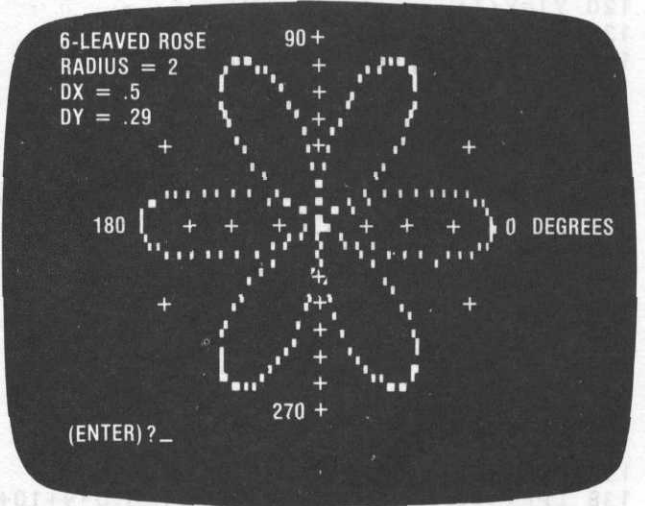 6-LEAVED ROSE
RADIUS = 2
DX = .5
DY = .29
90
180
0 DEGREES
270
(ENTER)?_